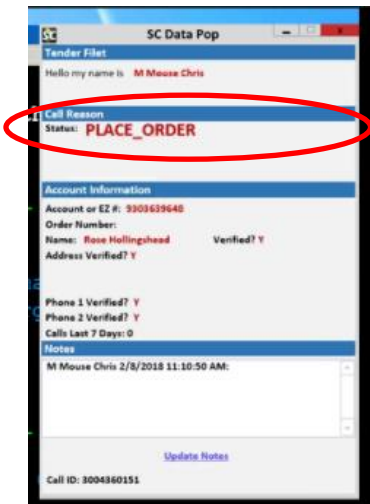 SC Data Pop
Tender Filet
Hello my name is M Mouse Chris
Call Reason
Status: PLACE_ORDER
Account Information
Account or EZ #: 9303639648
Order Number:
Name: Rose Hollingshead Verified? Y
Address Verified? Y
Phone 1 Verified? Y
Phone 2 Verified? Y
Calls Last 7 Days: 0
Notes
M Mouse Chris 2/8/2018 11:10:50 AM:
Update Notes
Call ID: 3004360151